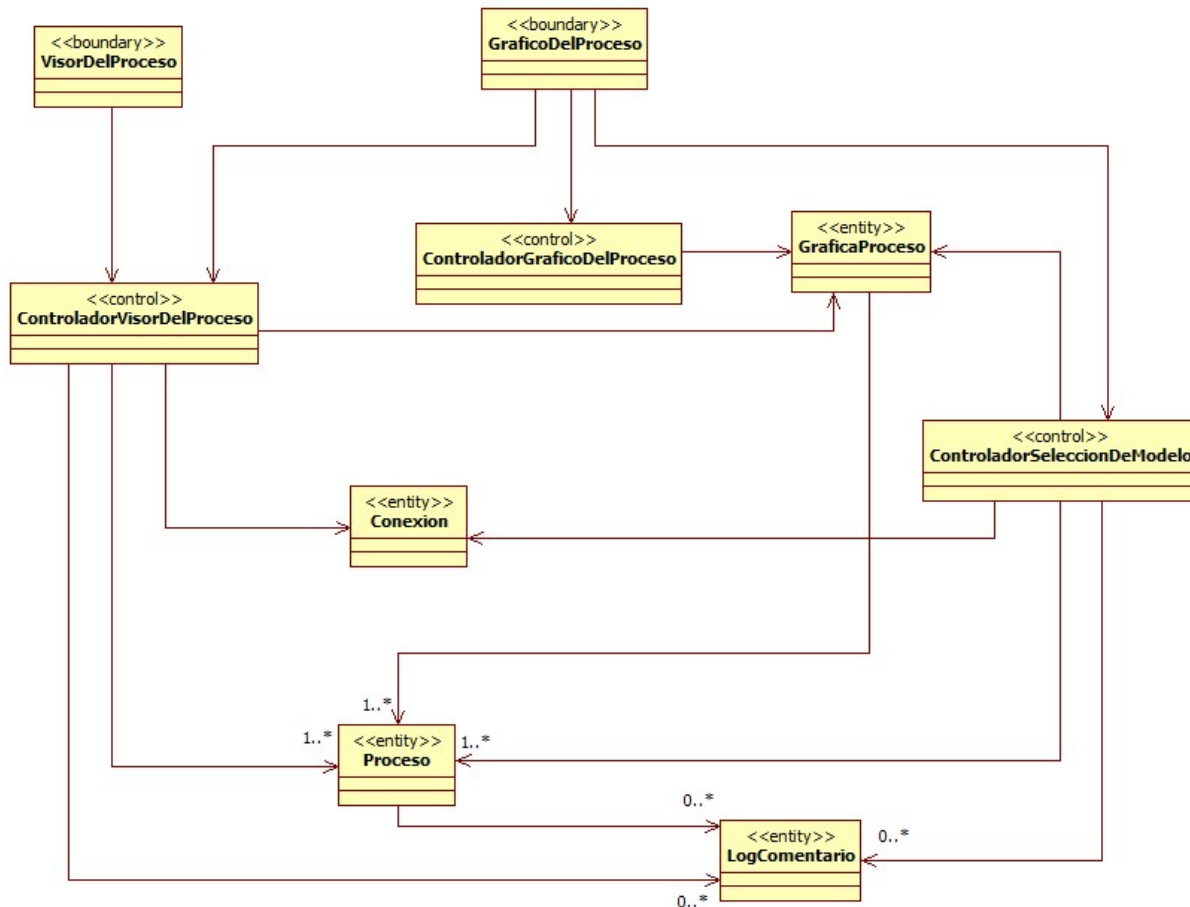 <<boundary>>
VisorDelProceso
<<boundary>>
GraficoDelProceso
<<control>>
ControladorGraficoDelProceso
<<entity>>
GraficaProceso
<<control>>
ControladorVisorDelProceso
<<control>>
ControladorSeleccionDeModelo
<<entity>>
Conexion
1..*
1..*
1..*
<<entity>>
Proceso
0..*
0..*
0..*
<<entity>>
LogComentario